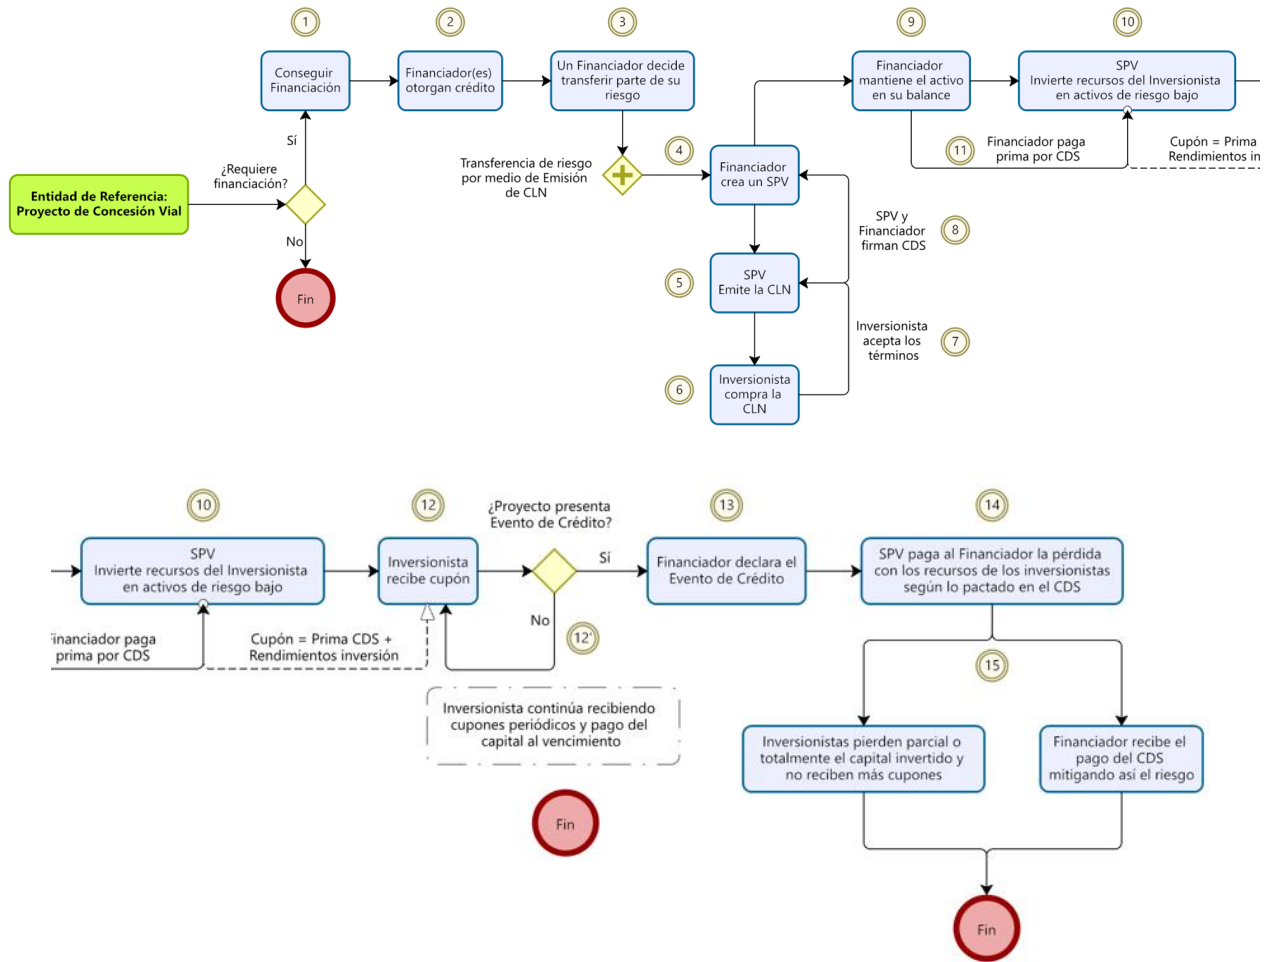 1
2
3
9
10
Conseguir
Financiación
Financiador(es)
otorgan crédito
Un Financiador decide
transferir parte de su
riesgo
Financiador
mantiene el activo
en su balance
SPV
Invierte recursos del Inversionista
en activos de riesgo bajo
Sí
¿Requiere
financiación?
Transferencia de riesgo
por medio de Emisión
de CLN
4
Financiador
crea un SPV
11
Financiador paga
prima por CDS
Cupón = Prima
Rendimientos in
Entidad de Referencia:
Proyecto de Concesión Vial
No
Fin
SPV y
Financiador
firman CDS
8
5
SPV
Emite la CLN
Inversionista
acepta los
términos
7
6
Inversionista
compra la
CLN
10
12
¿Proyecto presenta
Evento de Crédito?
13
14
SPV
Invierte recursos del Inversionista
en activos de riesgo bajo
Inversionista
recibe cupón
Sí
Financiador declara el
Evento de Crédito
SPV paga al Financiador la pérdida
con los recursos de los inversionistas
según lo pactado en el CDS
inanciador paga
prima por CDS
Cupón = Prima CDS +
Rendimientos inversión
No
12'
15
Inversionista continúa recibiendo
cupones periódicos y pago del
capital al vencimiento
Inversionistas pierden parcial o
totalmente el capital invertido y
no reciben más cupones
Financiador recibe el
pago del CDS
mitigando así el riesgo
Fin
Fin